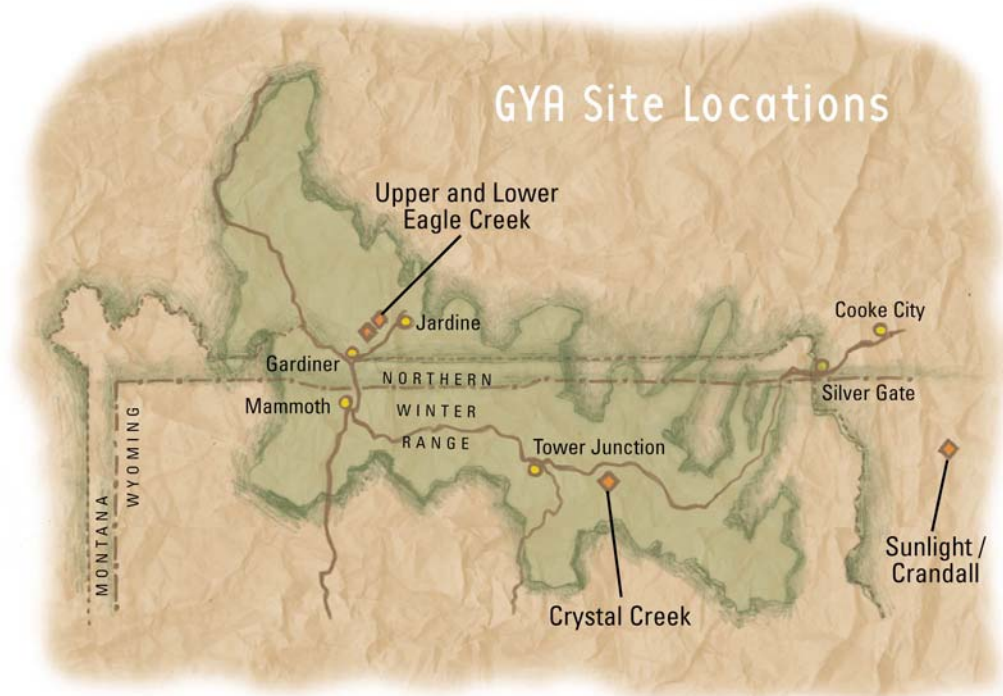 GYA Site Locations
Upper and Lower
Eagle Creek
Jardine
Cooke City
Gardiner
Silver Gate
NORTHERN
WINTER
RANGE
Mammoth
MONTANA
WYOMING
Tower Junction
Sunlight /
Crandall
Crystal Creek